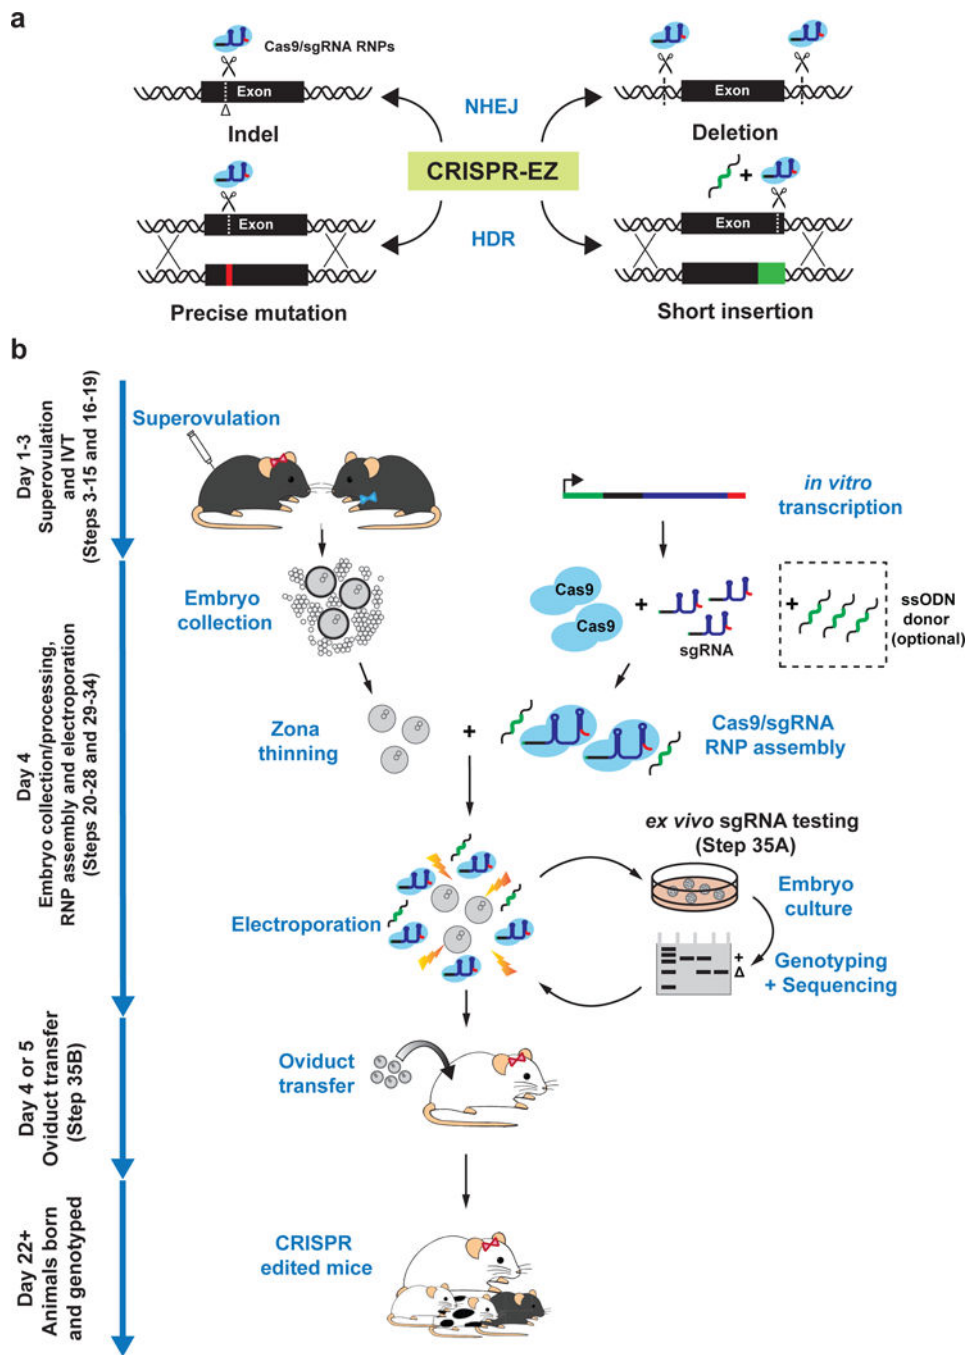 a
Cas9/sgRNA RNPs
Exon
Δ
Indel
NHEJ
Exon
Deletion
CRISPR-EZ
Exon
Precise mutation
HDR
+
Exon
Short insertion
b
Day 1-3
Superovulation
and IVT
(Steps 3-15 and 16-19)
Superovulation
in vitro
transcription
Day 4
Embryo collection/processing,
RNP assembly and electroporation
(Steps 20-28 and 29-34)
Embryo
collection
Cas9
Cas9
+
sgRNA
+
ssODN
donor
(optional)
Zona
thinning
+
Cas9/sgRNA
RNP assembly
ex vivo sgRNA testing
(Step 35A)
Electroporation
Embryo
culture
+
Δ
Genotyping
+ Sequencing
Day 4 or 5
Oviduct transfer
(Step 35B)
Oviduct
transfer
Day 22+
Animals born
and genotyped
CRISPR
edited mice